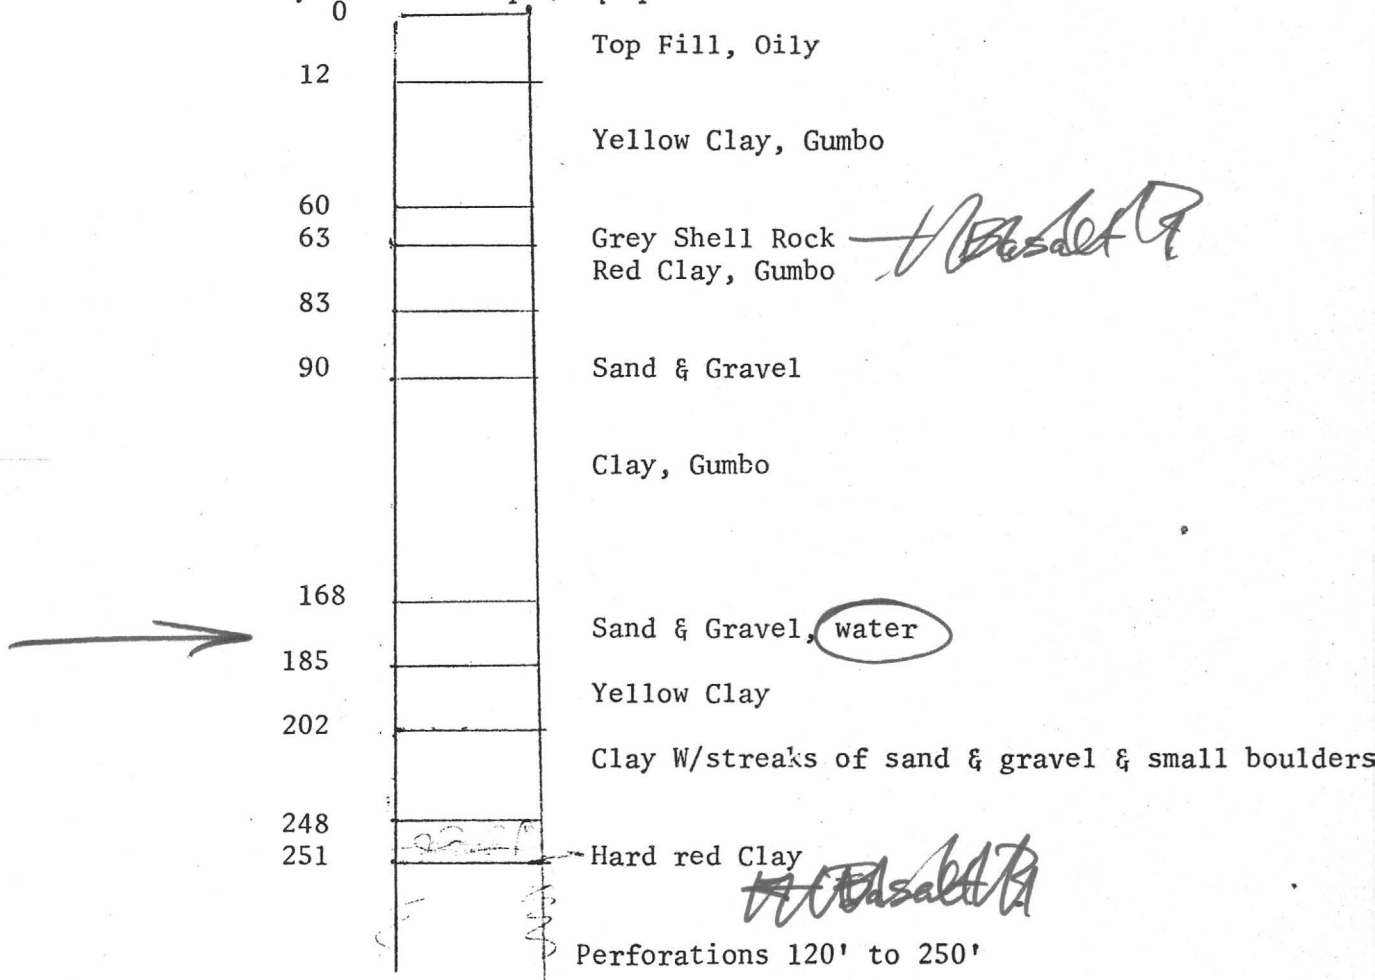 0
Top Fill, Oily
12
Yellow Clay, Gumbo
60
63 Grey Shell Rock Basalt
Red Clay, Gumbo
83
90 Sand & Gravel
Clay, Gumbo
168
Sand & Gravel, water
185
Yellow Clay
202
Clay W/streaks of sand & gravel & small boulders
248
251 Hard red Clay
Basalt
Perforations 120' to 250'